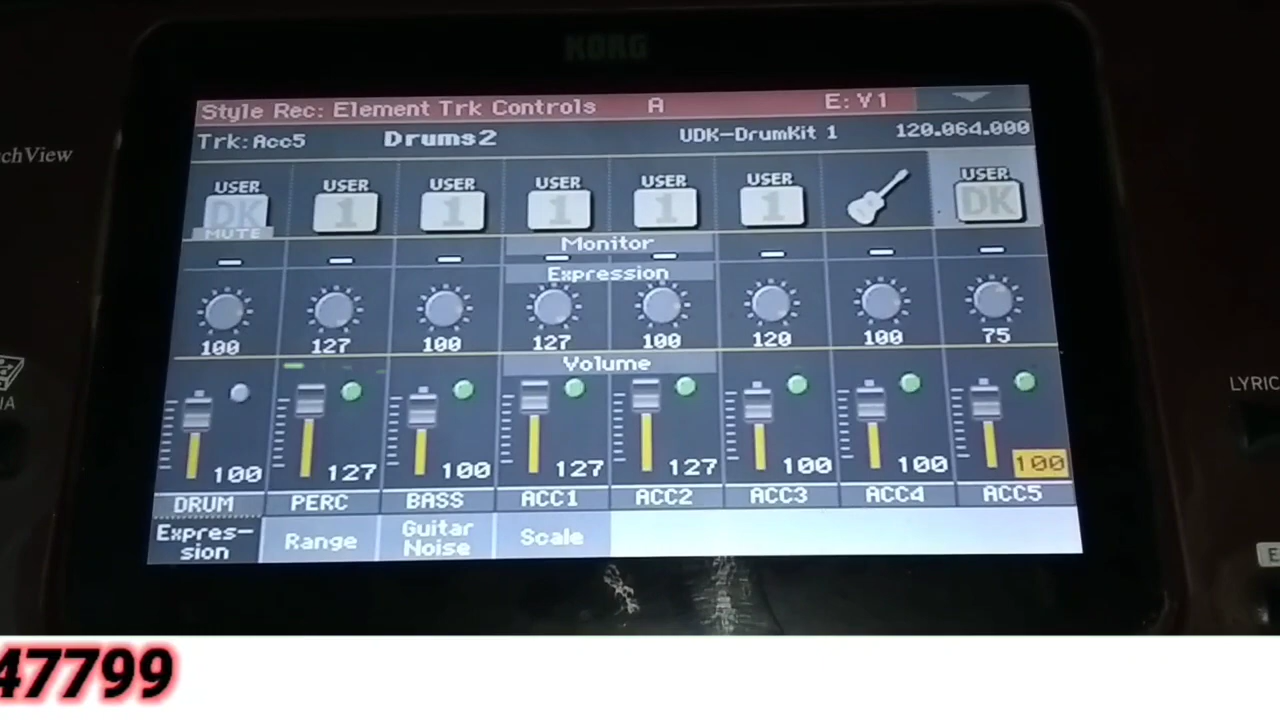 KORG
Style Rec: Element Trk Controls A E: V1
Trk: Acc5 Drums2 UDK-DrumKit 1 120.064.000
chView
USER USER USER USER USER USER USER
DK 1 1 1 1 1 DK
MUTE
Monitor
Expression
100 127 100 127 100 120 100 75
Volume
100 127 100 127 127 100 100 100
DRUM PERC BASS ACC1 ACC2 ACC3 ACC4 ACC5
Expres-
sion
Range
Guitar
Noise
Scale
IA
LYRIC
E
47799